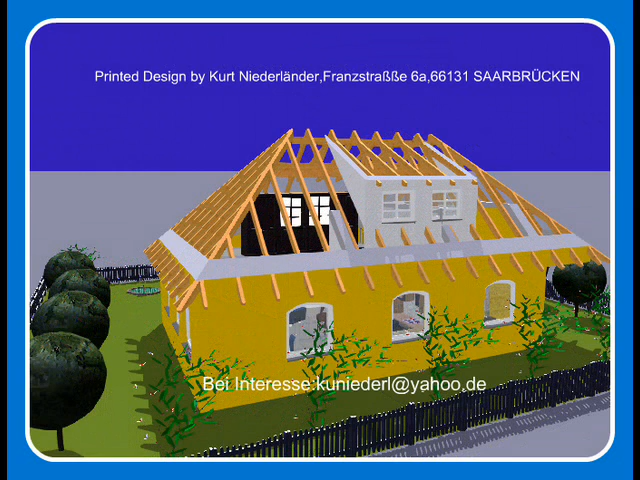 Printed Design by Kurt Niederländer,Franzstraßße 6a,66131 SAARBRÜCKEN
Bei Interesse:kuniederl@yahoo.de